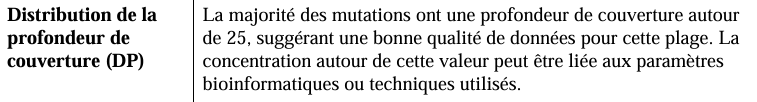 Distribution de la
profondeur de
couverture (DP)
La majorité des mutations ont une profondeur de couverture autour
de 25, suggérant une bonne qualité de données pour cette plage. La
concentration autour de cette valeur peut être liée aux paramètres
bioinformatiques ou techniques utilisés.